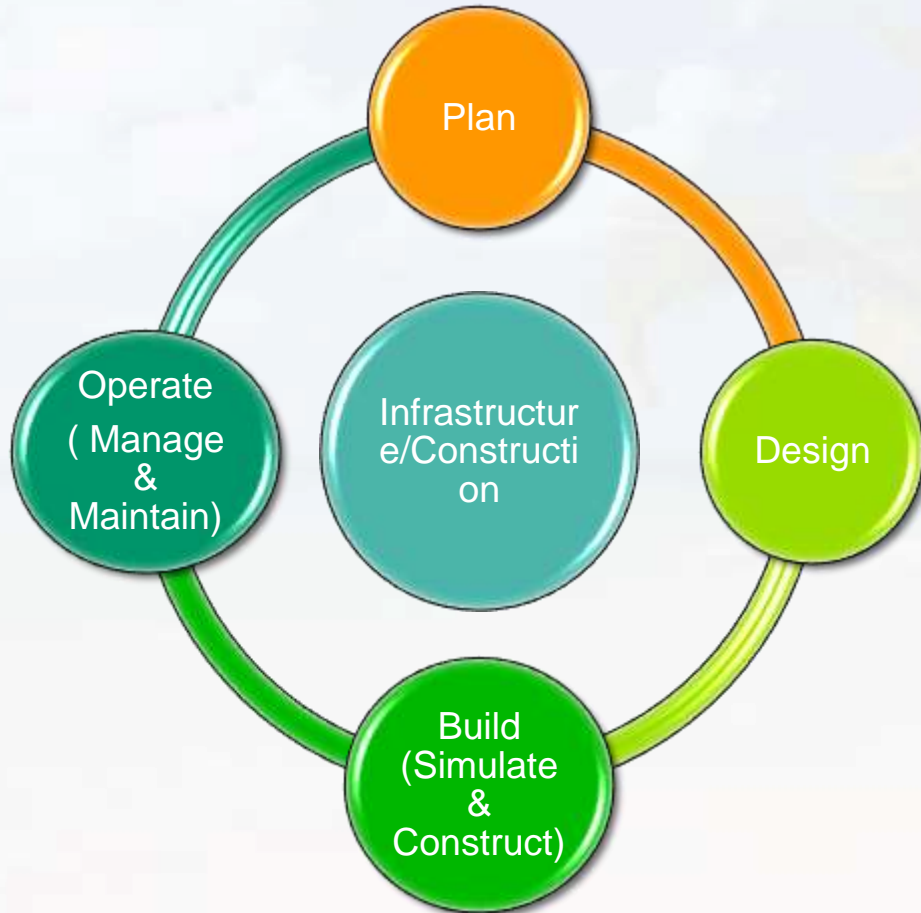 Plan
Operate
( Manage
&
Maintain)
Infrastructur
e/Constructi
on
Design
Build
(Simulate
&
Construct)